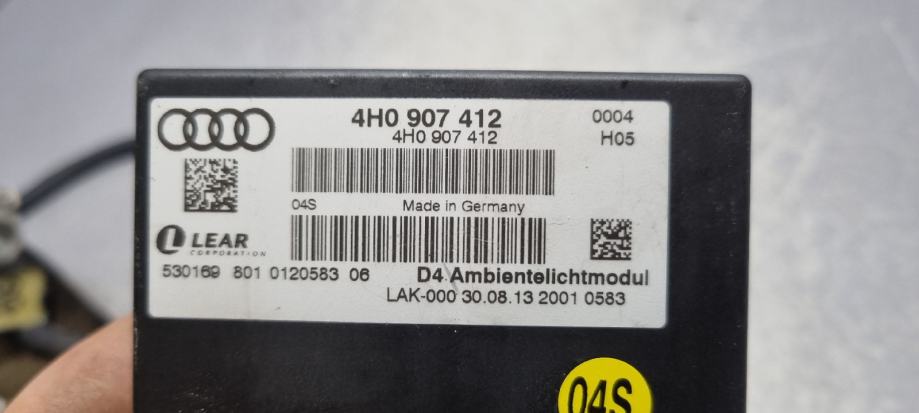 4H0 907 412
4H0 907 412
0004
H05
04S
Made in Germany
LEAR
CORPORATION
530169 801 0120583 06
D4 Ambientelichtmodul
LAK-000 30.08.13 2001 0583
04S